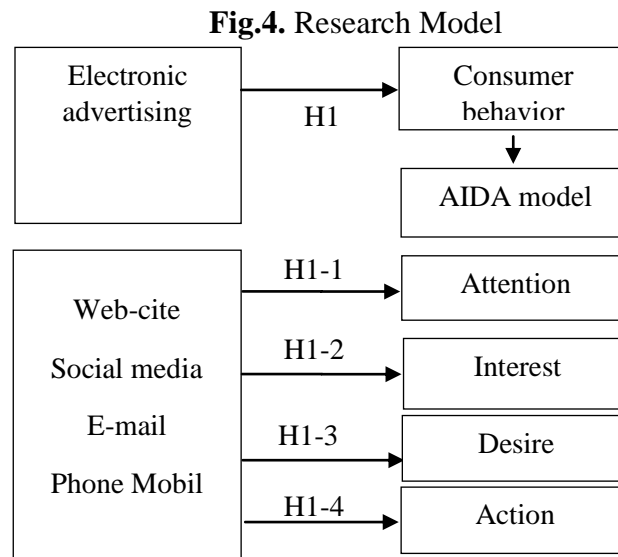 Fig.4. Research Model
Electronic
advertising
H1
Consumer
behavior
AIDA model
Web-cite
Social media
E-mail
Phone Mobil
H1-1
Attention
H1-2
Interest
H1-3
Desire
H1-4
Action